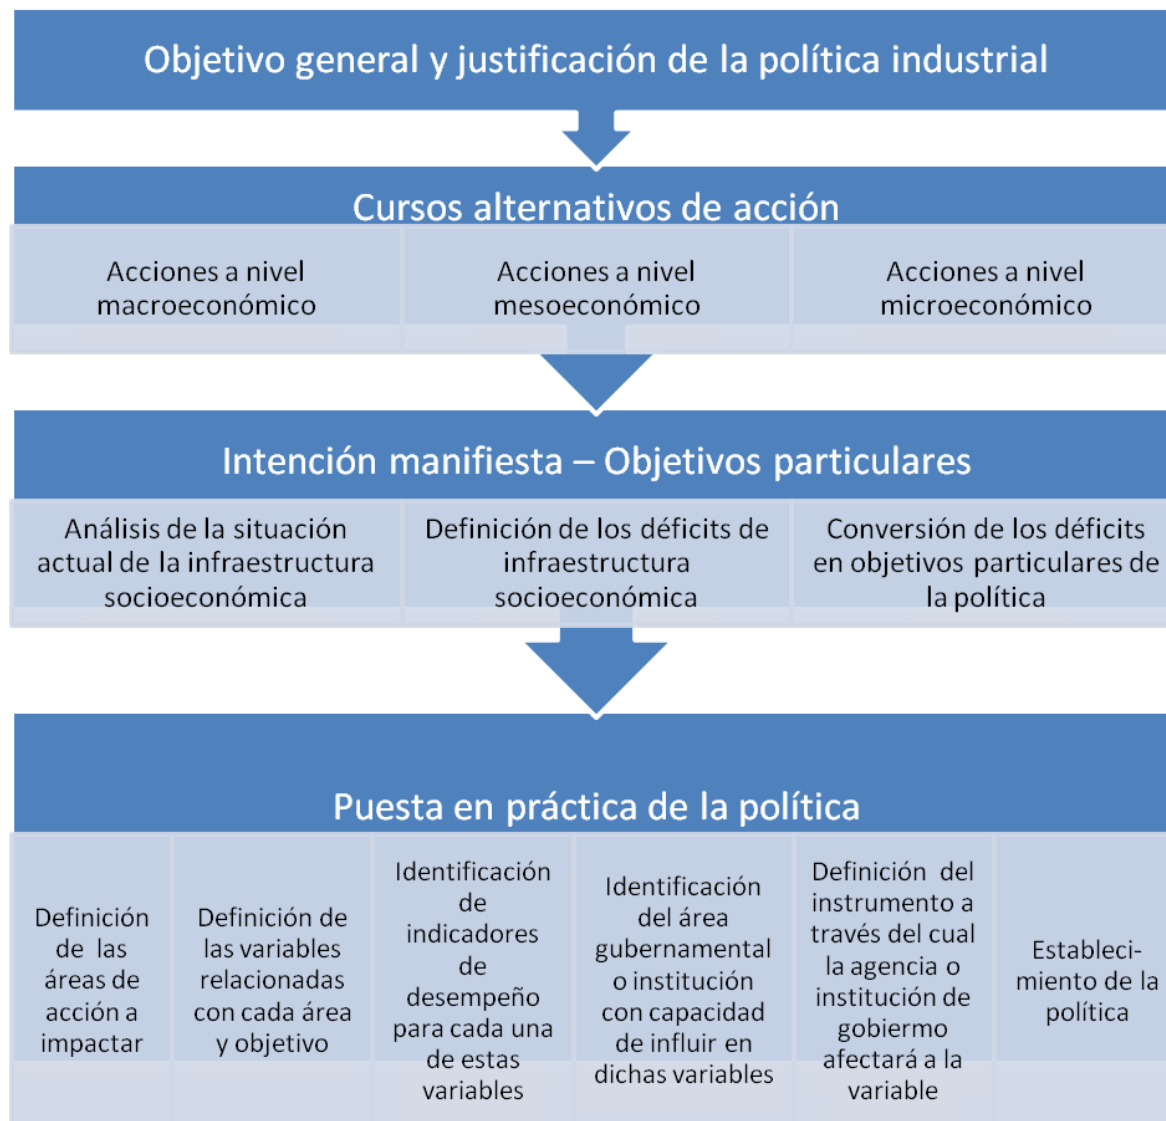 Objetivo general y justificación de la política industrial
Cursos alternativos de acción
Acciones a nivel
macroeconómico
Acciones a nivel
mesoeconómico
Acciones a nivel
microeconómico
Intención manifiesta – Objetivos particulares
Análisis de la situación
actual de la infraestructura
socioeconómica
Definición de los déficits de
infraestructura
socioeconómica
Conversión de los déficits
en objetivos particulares de
la política
Puesta en práctica de la política
Definición
de las
áreas de
acción a
impactar
Definición de
las variables
relacionadas
con cada área
y objetivo
Identificación
de
indicadores
de
desempeño
para cada una
de estas
variables
Identificación
del área
gubernamental
o institución
con capacidad
de influir en
dichas variables
Definición del
instrumento a
través del cual
la agencia o
institución de
gobiermo
afectará a la
variable
Estableci-
miento de la
política